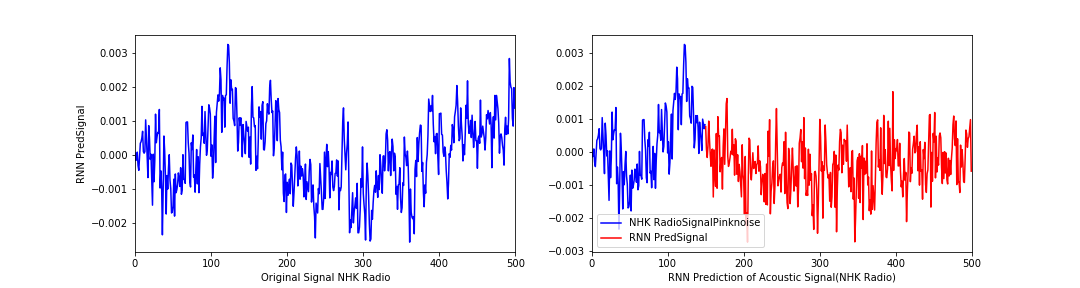 RNN PredSignal
0.003
0.002
0.001
0.000
−0.001
−0.002
0 100 200 300 400 500
Original Signal NHK Radio
0.003
0.002
0.001
0.000
−0.001
−0.002
−0.003
NHK RadioSignalPinknoise
RNN PredSignal
0 100 200 300 400 500
RNN Prediction of Acoustic Signal(NHK Radio)